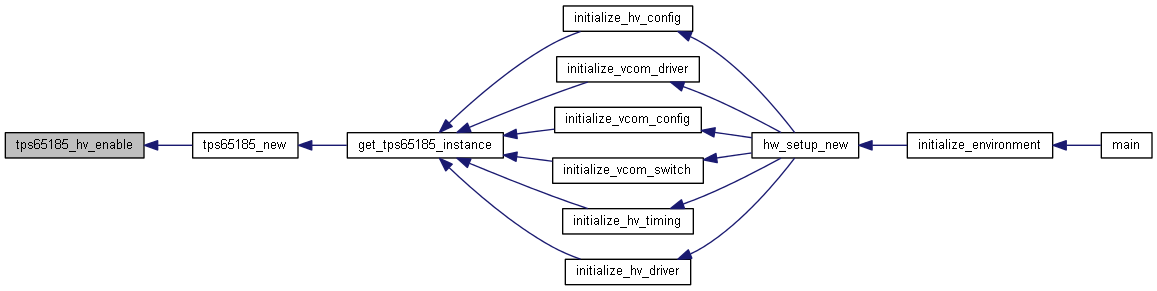 initialize_hv_config
initialize_vcom_driver
initialize_vcom_config
tps65185_hv_enable
tps65185_new
get_tps65185_instance
hw_setup_new
initialize_environment
main
initialize_vcom_switch
initialize_hv_timing
initialize_hv_driver